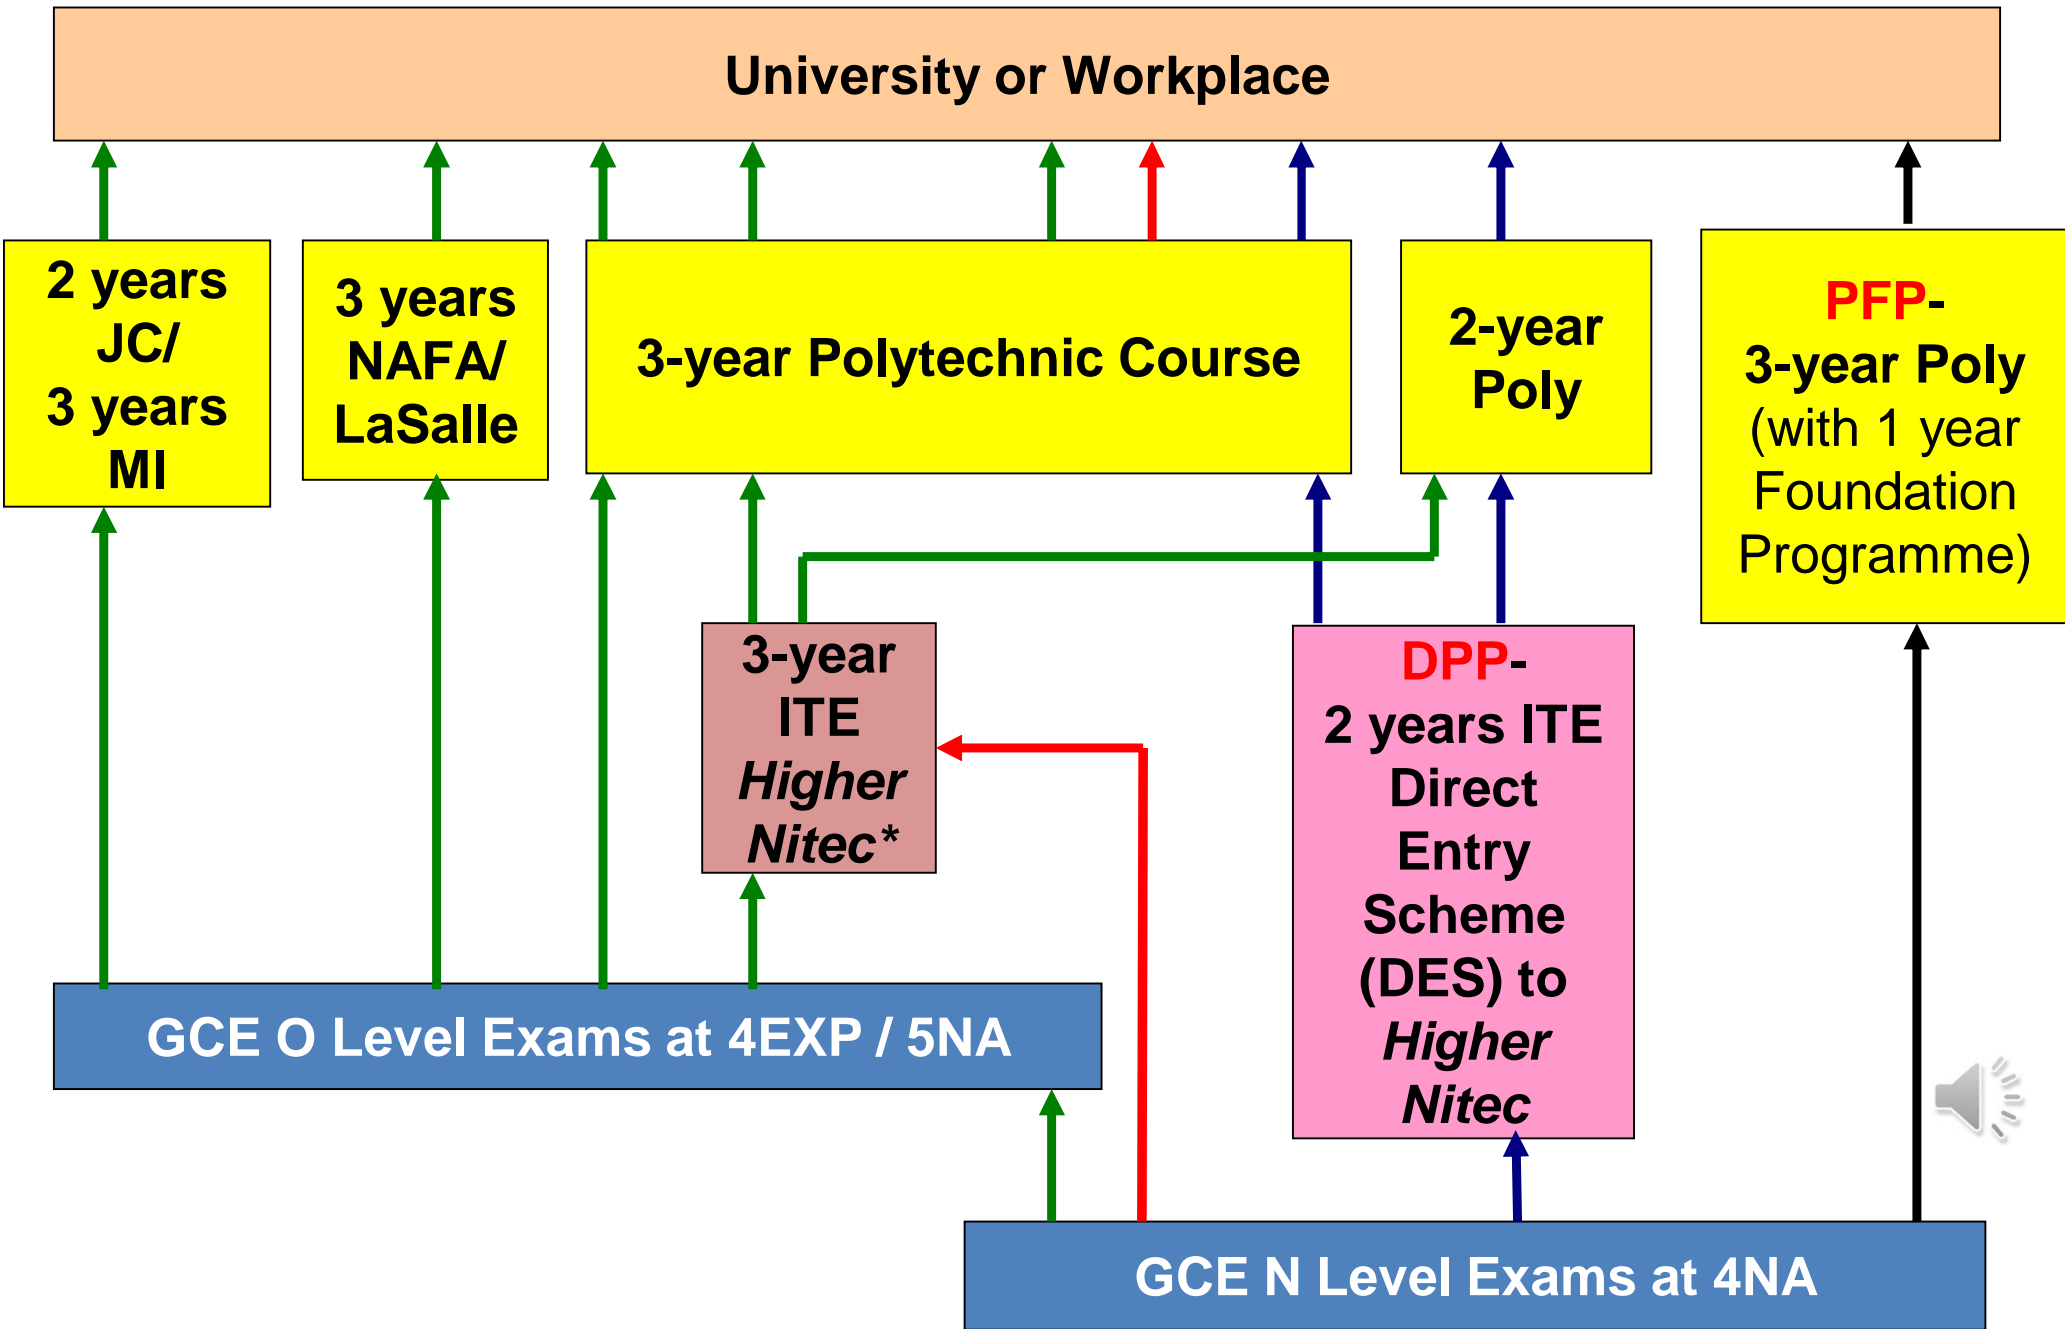 University or Workplace
2 years
JC/
3 years
MI
3 years
NAFA/
LaSalle
3-year Polytechnic Course
2-year
Poly
PFP-
3-year Poly
(with 1 year
Foundation
Programme)
3-year
ITE
Higher
Nitec*
DPP-
2 years ITE
Direct
Entry
Scheme
(DES) to
Higher
Nitec
GCE O Level Exams at 4EXP / 5NA
GCE N Level Exams at 4NA